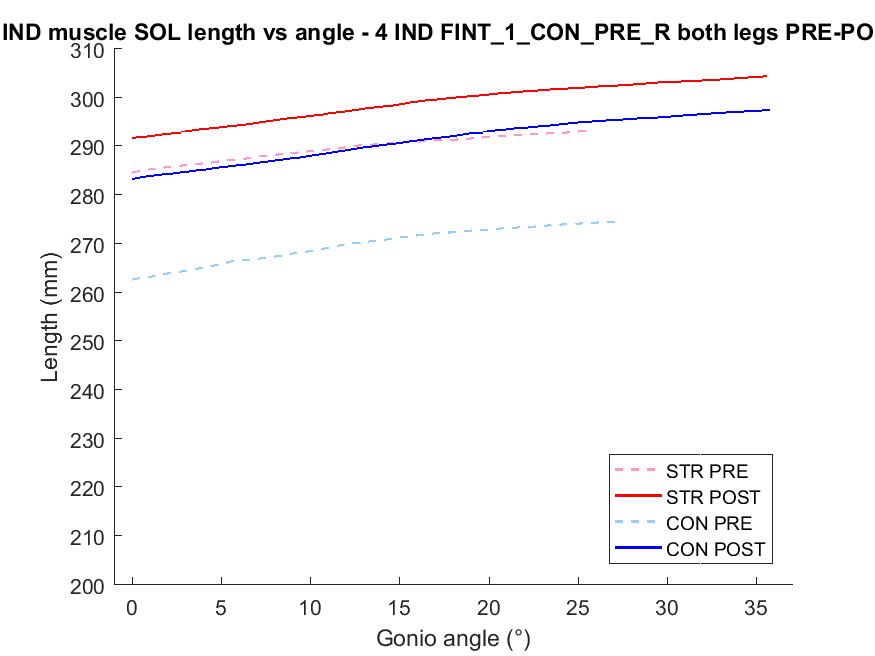 IND muscle SOL length vs angle - 4 IND FINT_1_CON_PRE_R both legs PRE-PO
310
300
290
280
270
260
250
240
230
220
210
200
Length (mm)
0 5 10 15 20 25 30 35
Gonio angle (°)
STR PRE
STR POST
CON PRE
CON POST